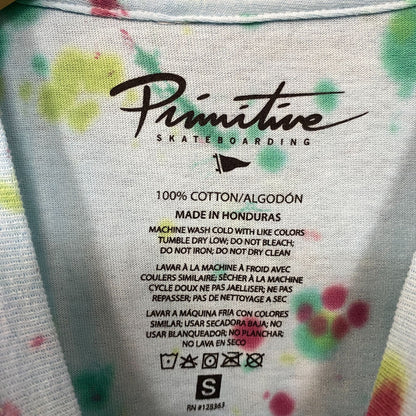 Primitive
SKATEBOARDING
100% COTTON/ALGODÓN
MADE IN HONDURAS
MACHINE WASH COLD WITH LIKE COLORS
TUMBLE DRY LOW; DO NOT BLEACH;
DO NOT IRON; DO NOT DRY CLEAN
LAVAR À LA MACHINE À FROID AVEC
COULERS SIMILAIRE; SÈCHER À LA MACHINE
CYCLE DOUX NE PAS JAELLISER; NE PAS
REPASSER; PAS DE NETTOYAGE A SEC
LAVAR A MÁQUINA FRIA CON COLORES
SIMILAR; USAR SECADORA BAJA; NO
USAR BLANQUEADOR; NO PLANCHAR;
NO LAVA EN SECO
S
RN #128363